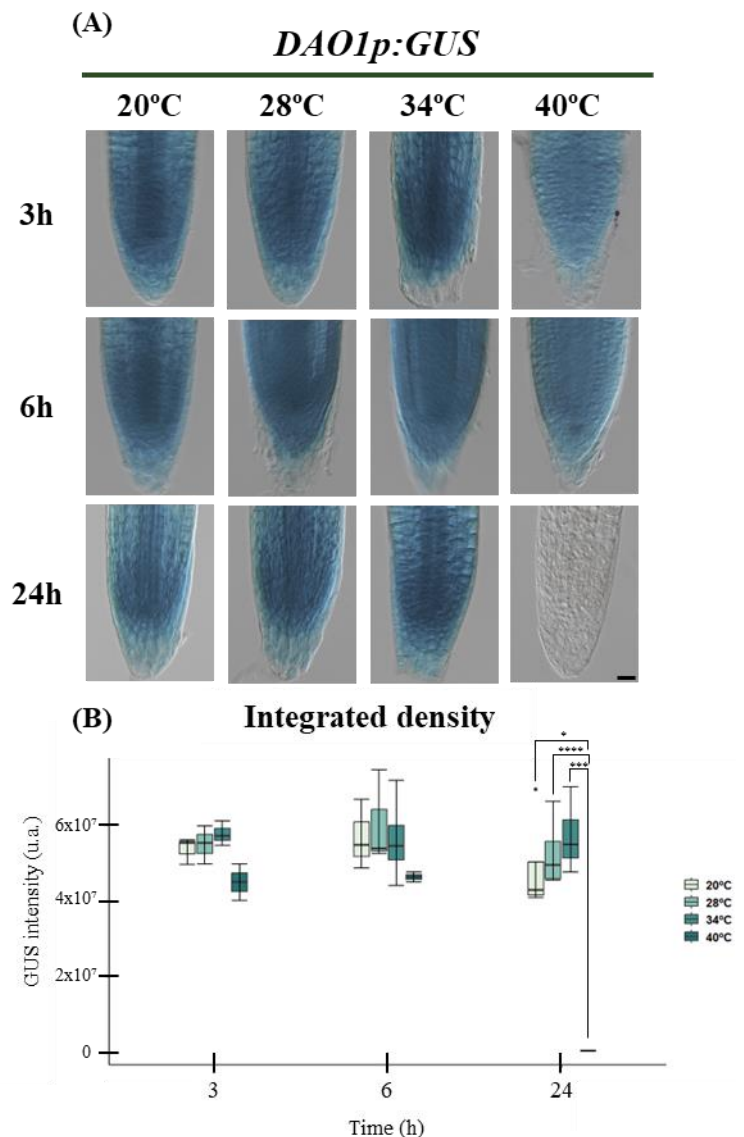 (A)
DAO1p:GUS
20ºC 28ºC 34ºC 40ºC
3h
6h
24h
(B) Integrated density
*
****
***
*
6x10⁷
4x10⁷
2x10⁷
0
GUS intensity (u.a.)
20ºC
28ºC
34ºC
40ºC
3 6 24
Time (h)